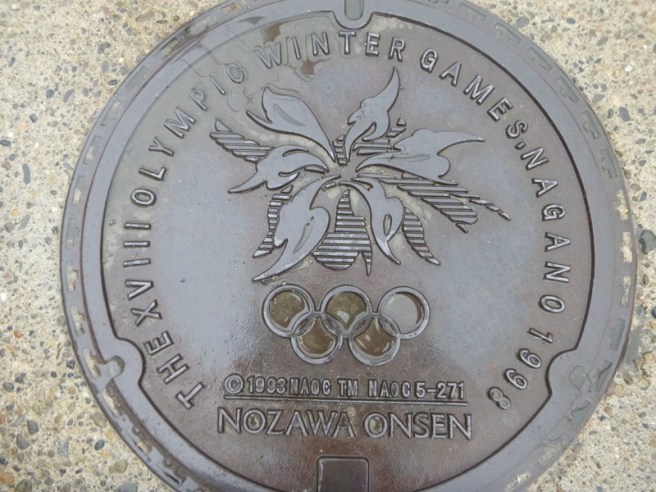 THE XVIII OLYMPIC WINTER GAMES, NAGANO 1998
© 1993 NAOC TM NAOC 5-271
NOZAWA ONSEN